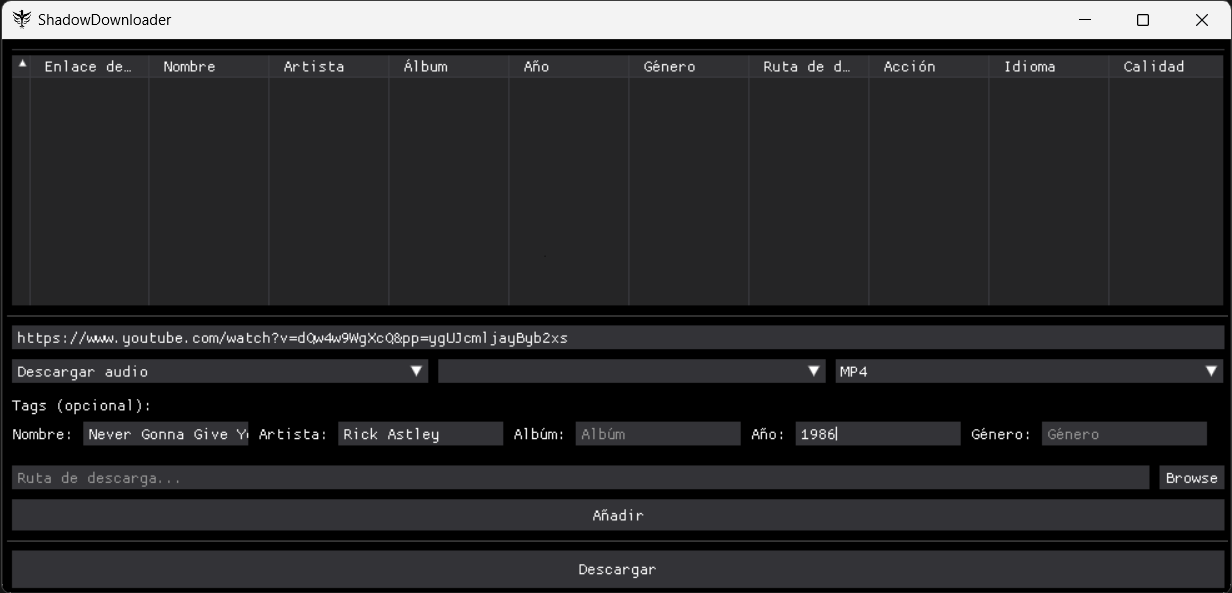 ShadowDownloader
▲ Enlace de… Nombre Artista Álbum Año Género Ruta de d… Acción Idioma Calidad
https://www.youtube.com/watch?v=dQw4w9WgXcQ&pp=ygUJcmljayByb2xs
Descargar audio ▼ ▼ MP4 ▼
Tags (opcional):
Nombre: Never Gonna Give Yo Artista: Rick Astley Albúm: Albúm Año: 1986 Género: Género
Ruta de descarga... Browse
Añadir
Descargar